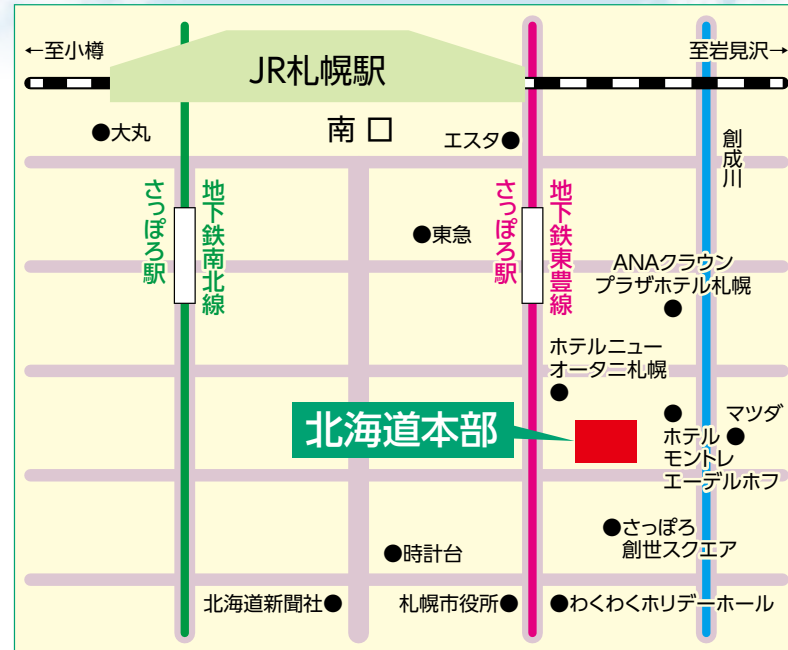 ←至小樽
至岩見沢→
JR札幌駅
●大丸
南口
エスタ●
創成川
さっぽろ駅
地下鉄南北線
さっぽろ駅
地下鉄東豊線
●東急
ANAクラウン
プラザホテル札幌
ホテルニュー
オータニ札幌
北海道本部
マツダ
ホテル
モントレ
エーデルホフ
●さっぽろ
創世スクエア
●時計台
北海道新聞社●
札幌市役所●
●わくわくホリデーホール